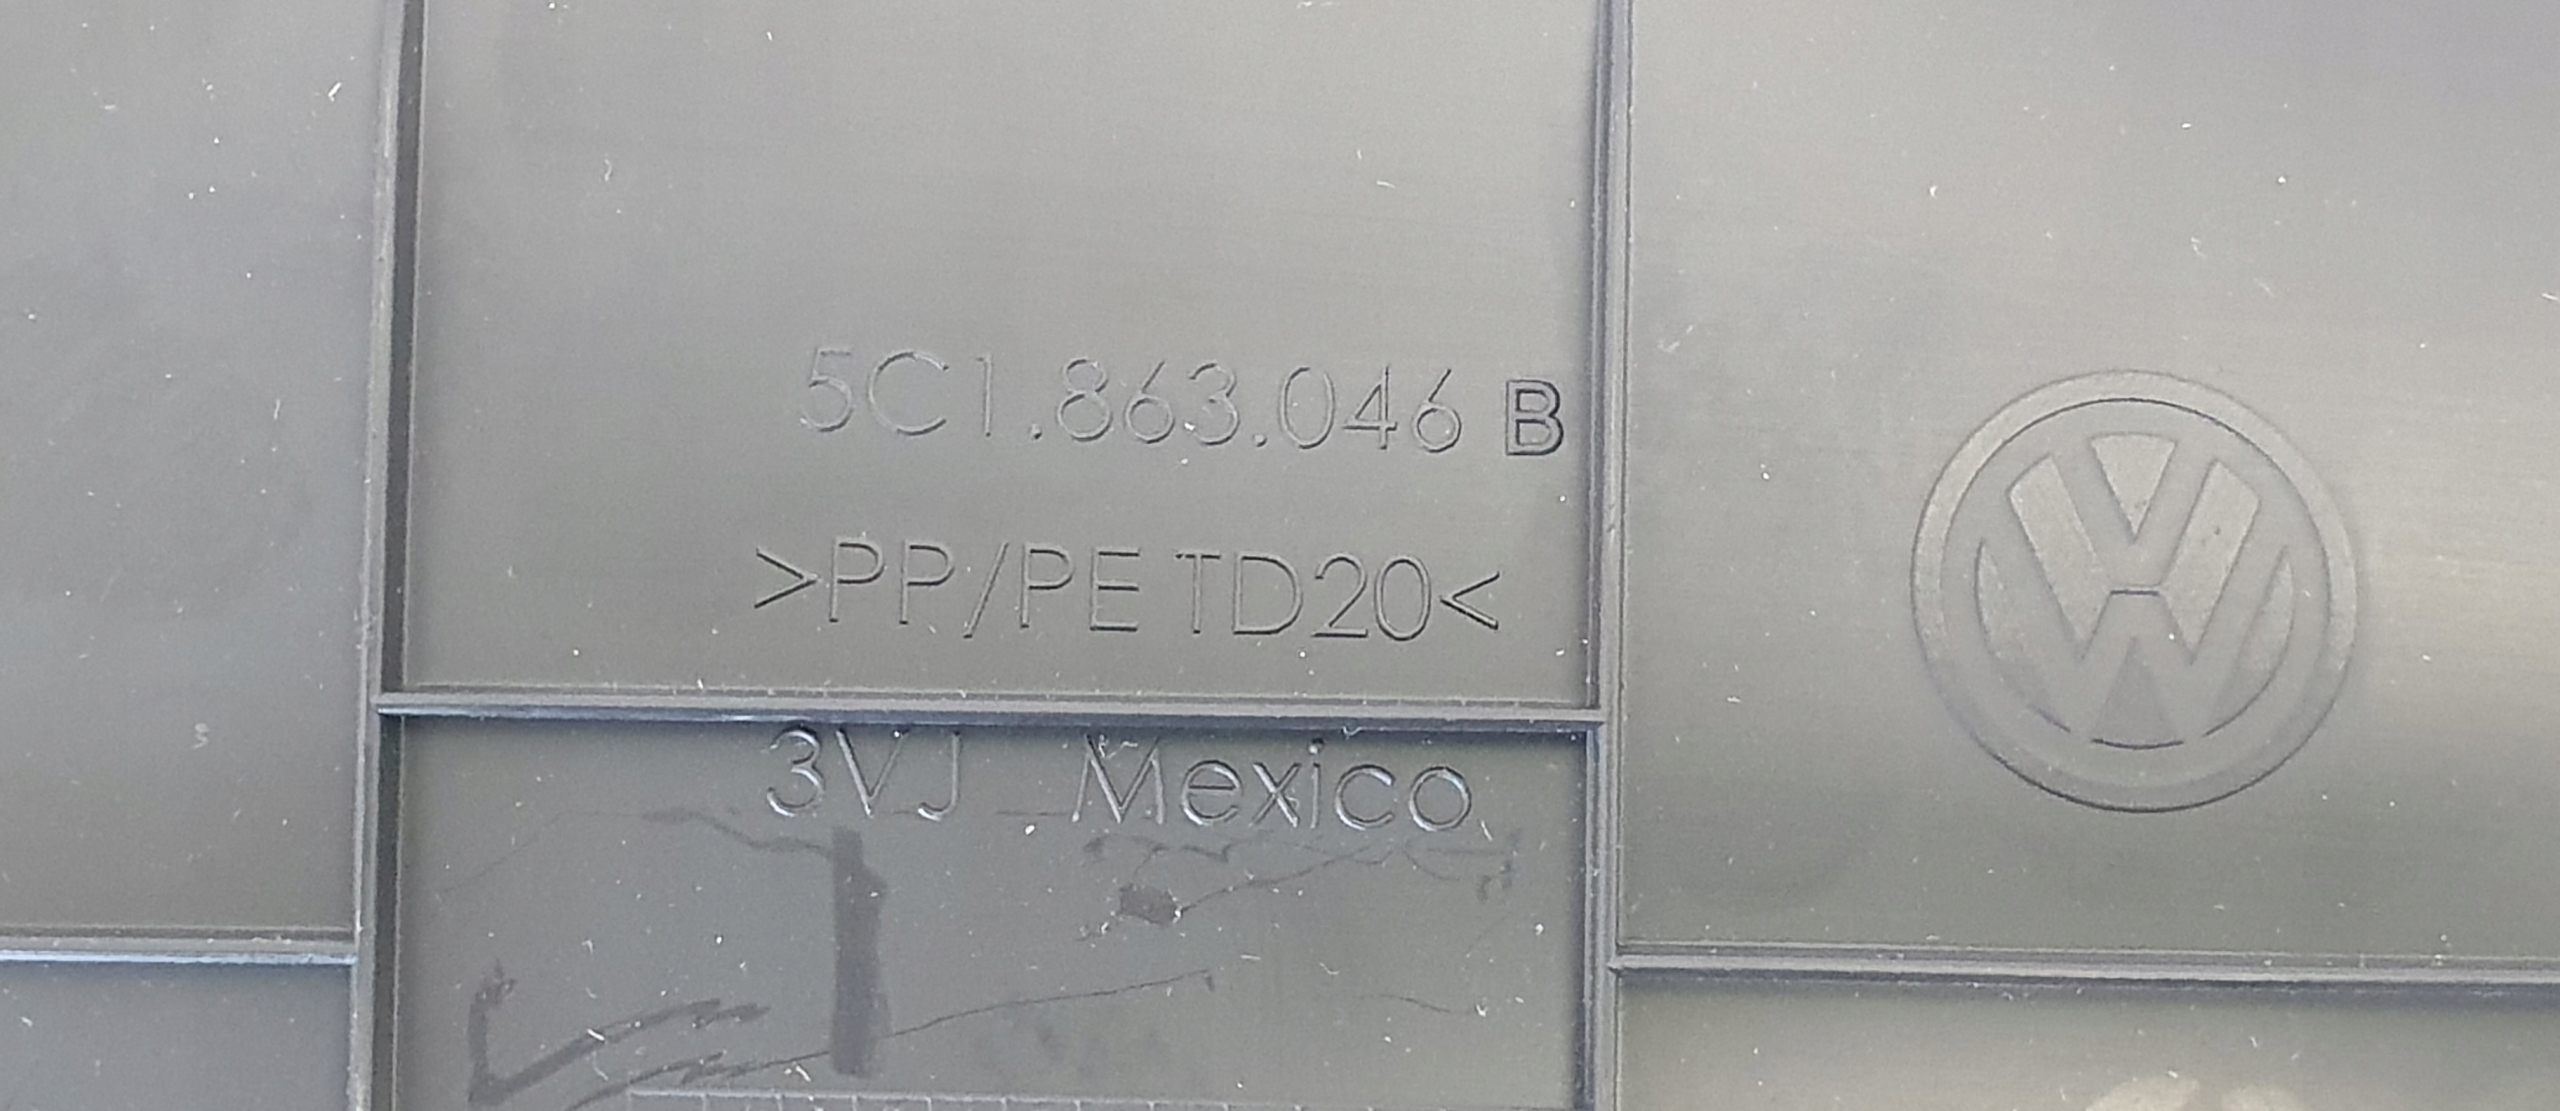 5C1.863.046 B
>PP/PE TD20<
3VJ Mexico